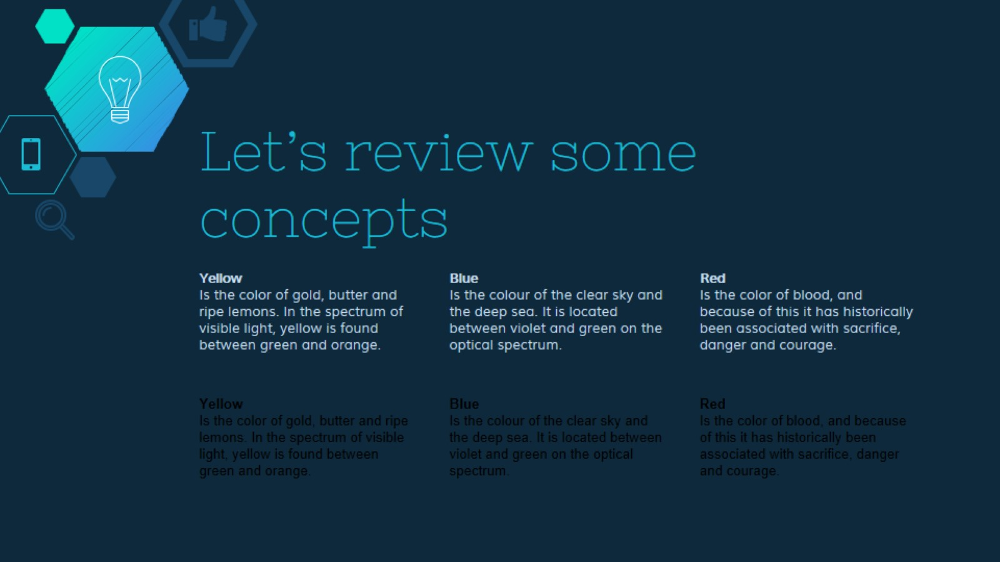 Let's review some
concepts
Yellow
Is the color of gold, butter and
ripe lemons. In the spectrum of
visible light, yellow is found
between green and orange.
Blue
Is the colour of the clear sky and
the deep sea. It is located
between violet and green on the
optical spectrum.
Red
Is the color of blood, and
because of this it has historically
been associated with sacrifice,
danger and courage.
Yellow
Is the color of gold, butter and ripe
lemons. In the spectrum of visible
light, yellow is found between
green and orange.
Blue
Is the colour of the clear sky and
the deep sea. It is located between
violet and green on the optical
spectrum.
Red
Is the color of blood, and because
of this it has historically been
associated with sacrifice, danger
and courage.